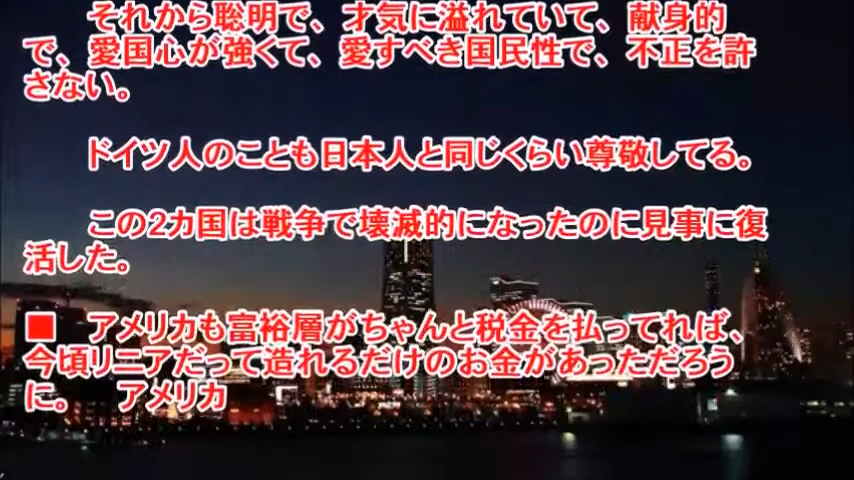 それから聡明で、才気に溢れていて、献身的
で、愛国心が強くて、愛すべき国民性で、不正を許
さない。
ドイツ人のことも日本人と同じくらい尊敬してる。
この2カ国は戦争で壊滅的になったのに見事に復
活した。
■ アメリカも富裕層がちゃんと税金を払ってれば、
今頃リニアだって造れるだけのお金があっただろう
に。 アメリカ